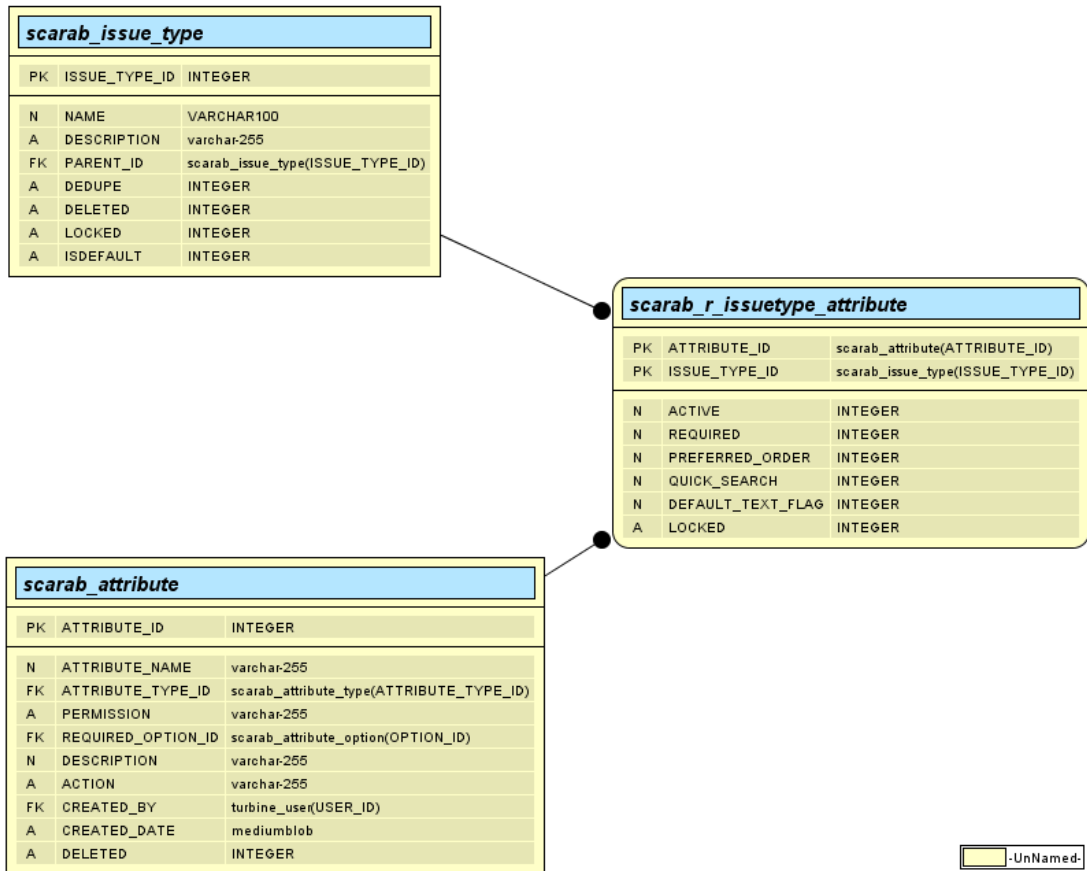 scarab_issue_type
PK ISSUE_TYPE_ID INTEGER
N NAME VARCHAR100
A DESCRIPTION varchar-255
FK PARENT_ID scarab_issue_type(ISSUE_TYPE_ID)
A DEDUPE INTEGER
A DELETED INTEGER
A LOCKED INTEGER
A ISDEFAULT INTEGER
scarab_r_issuetype_attribute
PK ATTRIBUTE_ID scarab_attribute(ATTRIBUTE_ID)
PK ISSUE_TYPE_ID scarab_issue_type(ISSUE_TYPE_ID)
N ACTIVE INTEGER
N REQUIRED INTEGER
N PREFERRED_ORDER INTEGER
N QUICK_SEARCH INTEGER
N DEFAULT_TEXT_FLAG INTEGER
A LOCKED INTEGER
scarab_attribute
PK ATTRIBUTE_ID INTEGER
N ATTRIBUTE_NAME varchar-255
FK ATTRIBUTE_TYPE_ID scarab_attribute_type(ATTRIBUTE_TYPE_ID)
A PERMISSION varchar-255
FK REQUIRED_OPTION_ID scarab_attribute_option(OPTION_ID)
N DESCRIPTION varchar-255
A ACTION varchar-255
FK CREATED_BY turbine_user(USER_ID)
A CREATED_DATE mediumblob
A DELETED INTEGER
-UnNamed-